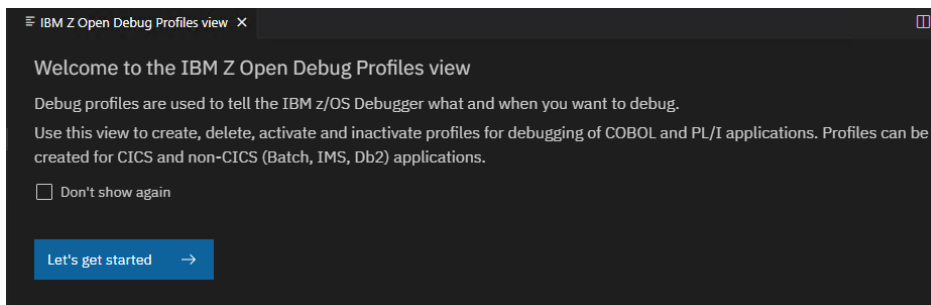 IBM Z Open Debug Profiles view
Welcome to the IBM Z Open Debug Profiles view
Debug profiles are used to tell the IBM z/OS Debugger what and when you want to debug.
Use this view to create, delete, activate and inactivate profiles for debugging of COBOL and PL/I applications. Profiles can be
created for CICS and non-CICS (Batch, IMS, Db2) applications.
Don't show again
Let's get started